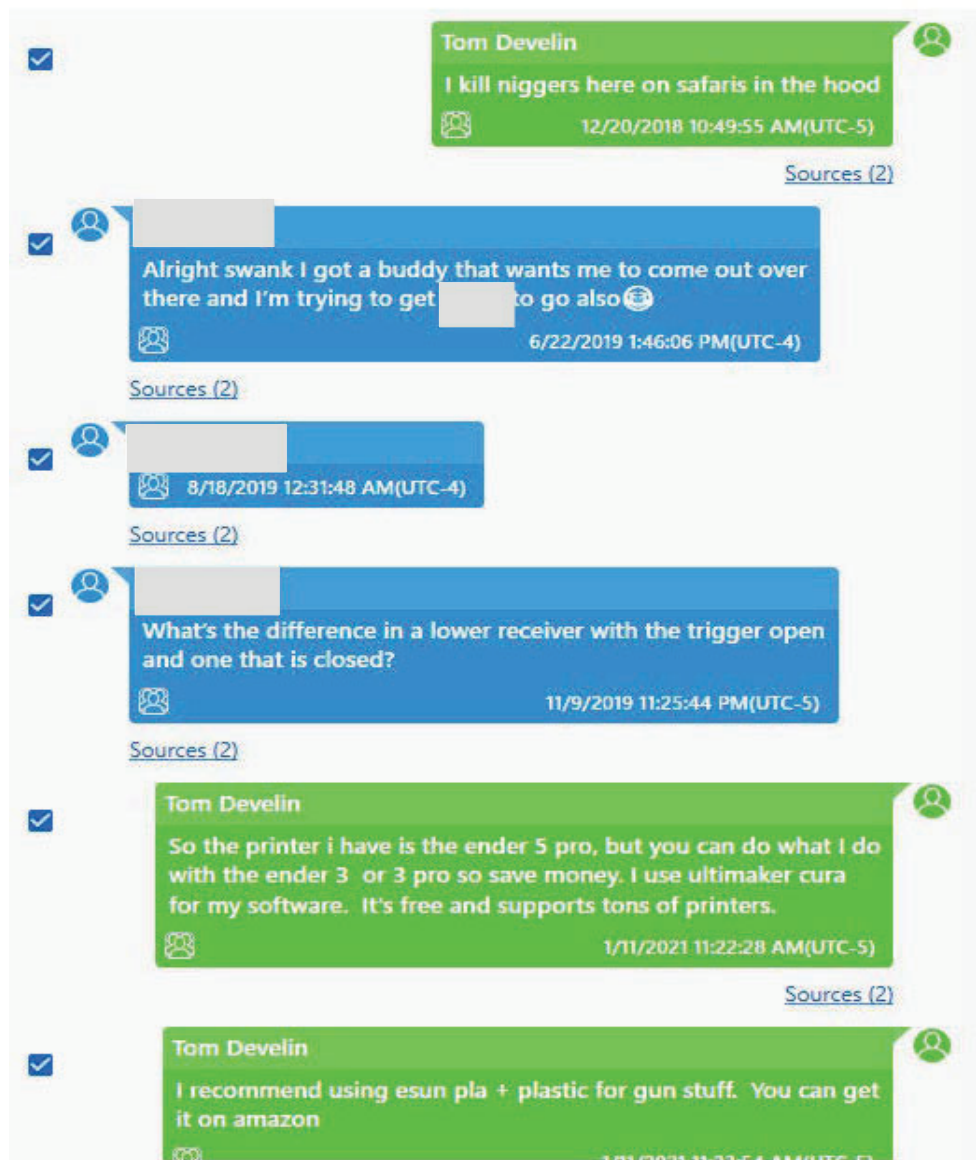 Tom Develin
I kill niggers here on safaris in the hood
12/20/2018 10:49:55 AM(UTC-5)
Sources (2)
Alright swank I got a buddy that wants me to come out over
there and I'm trying to get to go also😂
6/22/2019 1:46:06 PM(UTC-4)
Sources (2)
8/18/2019 12:31:48 AM(UTC-4)
Sources (2)
What's the difference in a lower receiver with the trigger open
and one that is closed?
11/9/2019 11:25:44 PM(UTC-5)
Sources (2)
Tom Develin
So the printer i have is the ender 5 pro, but you can do what I do
with the ender 3 or 3 pro so save money. I use ultimaker cura
for my software. It's free and supports tons of printers.
1/11/2021 11:22:28 AM(UTC-5)
Sources (2)
Tom Develin
I recommend using esun pla + plastic for gun stuff. You can get
it on amazon